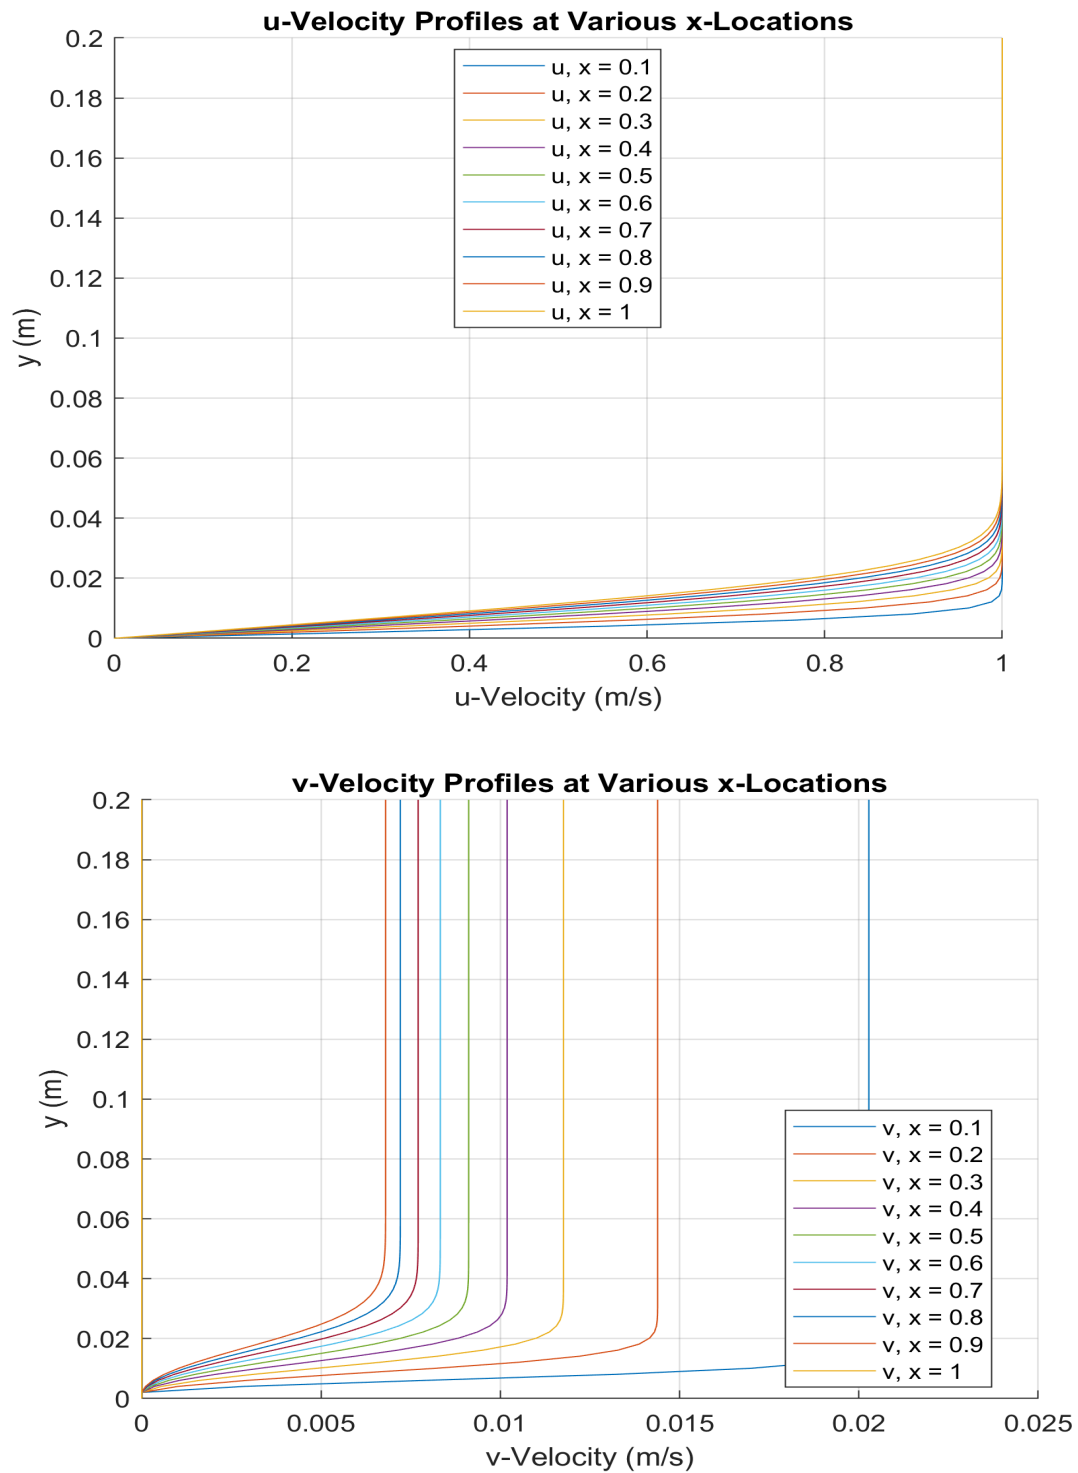 u-Velocity Profiles at Various x-Locations
0.2
0.18
0.16
0.14
0.12
0.1
0.08
0.06
0.04
0.02
0
y (m)
u, x = 0.1
u, x = 0.2
u, x = 0.3
u, x = 0.4
u, x = 0.5
u, x = 0.6
u, x = 0.7
u, x = 0.8
u, x = 0.9
u, x = 1
0 0.2 0.4 0.6 0.8 1
u-Velocity (m/s)
v-Velocity Profiles at Various x-Locations
0.2
0.18
0.16
0.14
0.12
0.1
0.08
0.06
0.04
0.02
0
y (m)
v, x = 0.1
v, x = 0.2
v, x = 0.3
v, x = 0.4
v, x = 0.5
v, x = 0.6
v, x = 0.7
v, x = 0.8
v, x = 0.9
v, x = 1
0 0.005 0.01 0.015 0.02 0.025
v-Velocity (m/s)